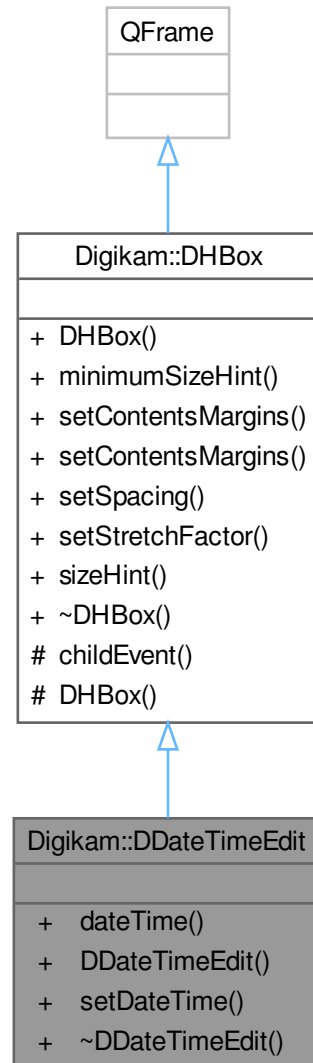 QFrame
Digikam::DHBox
+ DHBox()
+ minimumSizeHint()
+ setContentsMargins()
+ setContentsMargins()
+ setSpacing()
+ setStretchFactor()
+ sizeHint()
+ ~DHBox()
# childEvent()
# DHBox()
Digikam::DDateTimeEdit
+ dateTime()
+ DDateTimeEdit()
+ setDateTime()
+ ~DDateTimeEdit()